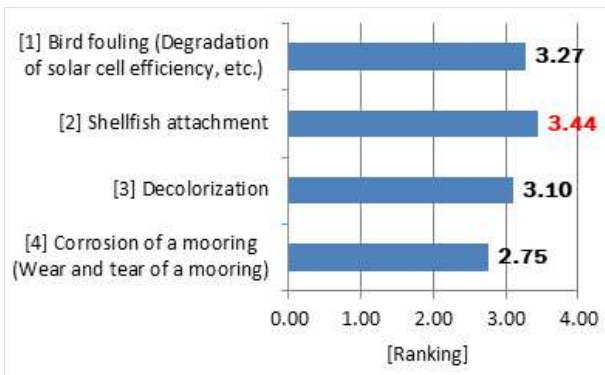 [1] Bird fouling (Degradation
of solar cell efficiency, etc.)
3.27
[2] Shellfish attachment
3.44
[3] Decolorization
3.10
[4] Corrosion of a mooring
(Wear and tear of a mooring)
2.75
0.00 1.00 2.00 3.00 4.00
[Ranking]